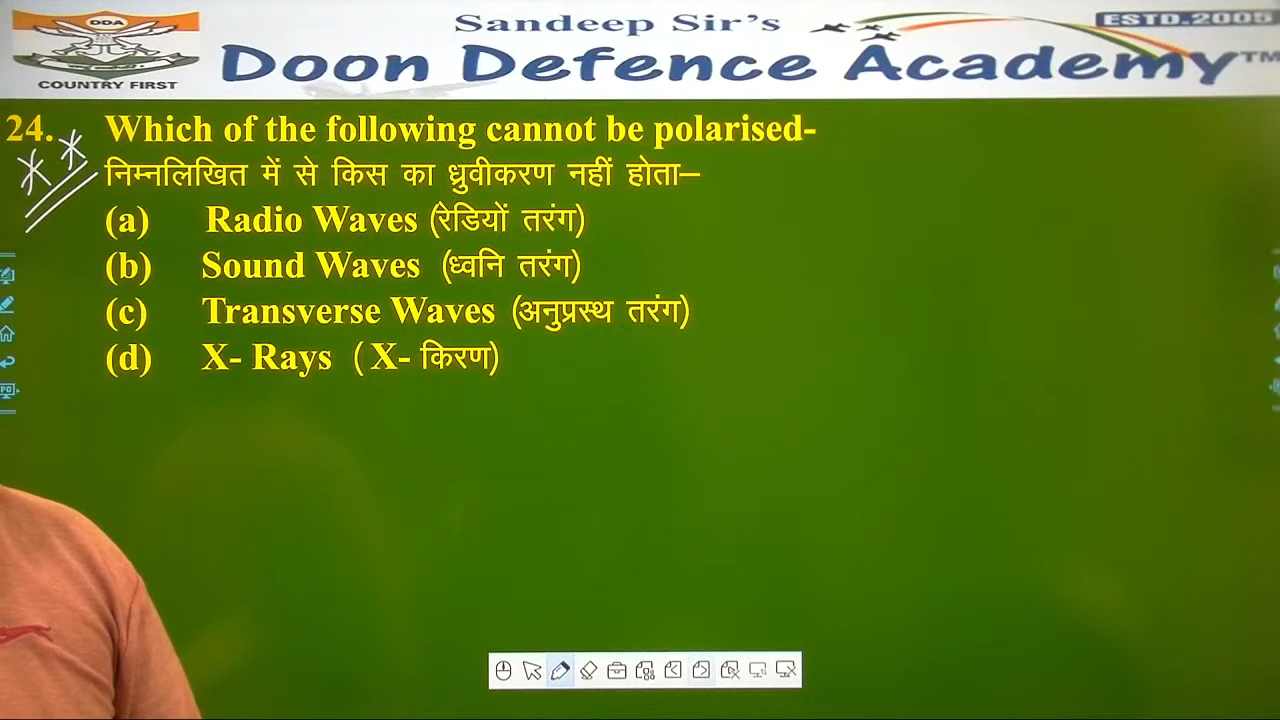 Sandeep Sir's
ESTD.2005
DDA
Doon Defence Academy™
COUNTRY FIRST
24. Which of the following cannot be polarised-
निम्नलिखित में से किस का ध्रुवीकरण नहीं होता–
(a) Radio Waves (रेडियों तरंग)
(b) Sound Waves (ध्वनि तरंग)
(c) Transverse Waves (अनुप्रस्थ तरंग)
(d) X- Rays ( X- किरण)